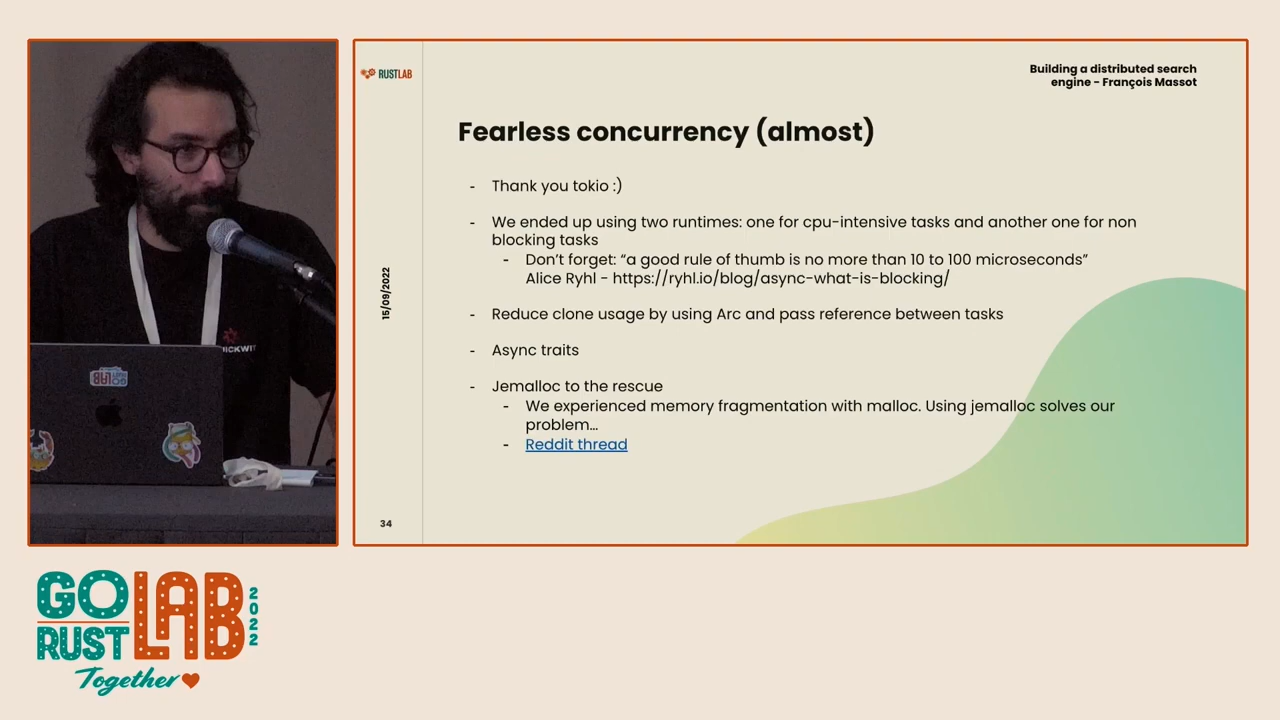 RUSTLAB
Building a distributed search
engine - François Massot
Fearless concurrency (almost)
- Thank you tokio :)
- We ended up using two runtimes: one for cpu-intensive tasks and another one for non
blocking tasks
- Don’t forget: “a good rule of thumb is no more than 10 to 100 microseconds”
Alice Ryhl - https://ryhl.io/blog/async-what-is-blocking/
- Reduce clone usage by using Arc and pass reference between tasks
- Async traits
- Jemalloc to the rescue
- We experienced memory fragmentation with malloc. Using jemalloc solves our
problem…
- Reddit thread
15/09/2022
34
GO
RUST
LAB
2022
Together